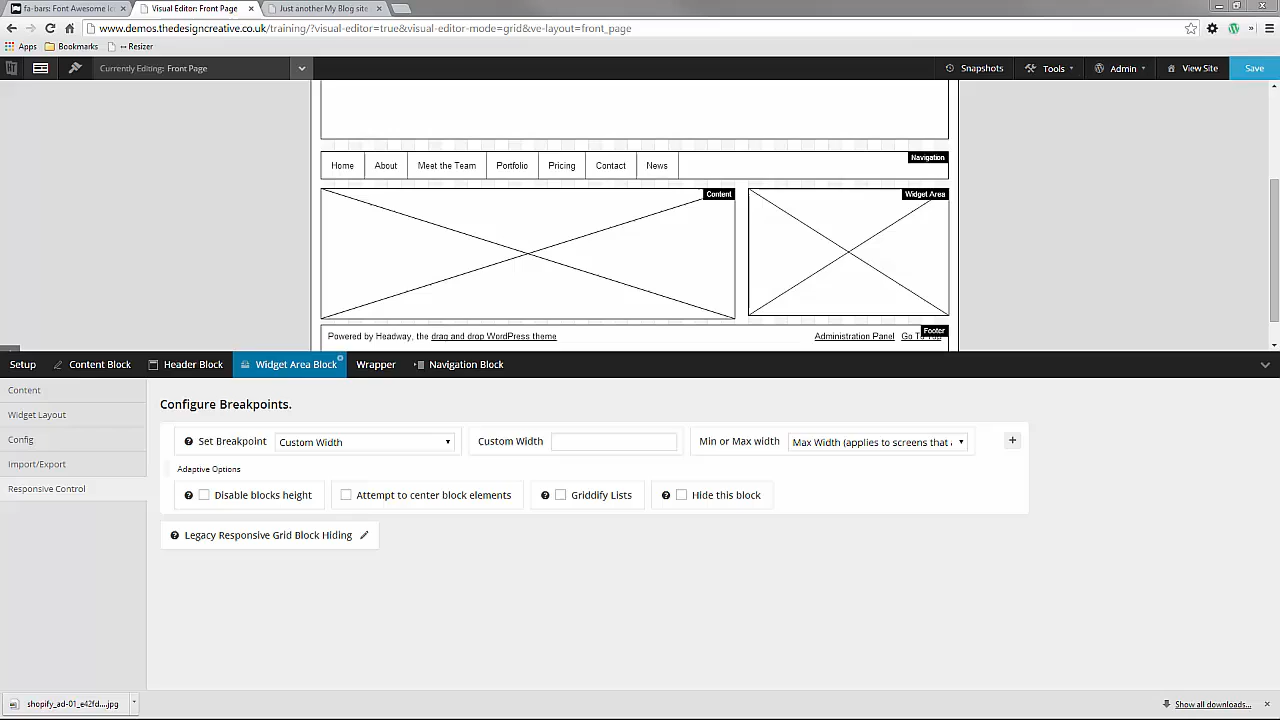 fa-bars: Font Awesome Ic
Visual Editor: Front Page
Just another My Blog site
www.demos.thedesigncreative.co.uk/training/?visual-editor=true&visual-editor-mode=grid&ve-layout=front_page
Apps Bookmarks ↔ Resizer
Currently Editing: Front Page Snapshots Tools Admin View Site Save
Navigation
Home About Meet the Team Portfolio Pricing Contact News
Content Widget Area
Footer
Powered by Headway, the drag and drop WordPress theme Administration Panel Go To Top
Setup Content Block Header Block Widget Area Block Wrapper Navigation Block
Content
Widget Layout
Config
Import/Export
Responsive Control
Configure Breakpoints.
Set Breakpoint Custom Width Custom Width Min or Max width Max Width (applies to screens that
Adaptive Options
Disable blocks height Attempt to center block elements Griddify Lists Hide this block
Legacy Responsive Grid Block Hiding
shopify_ad-01_e42fd....jpg Show all downloads...